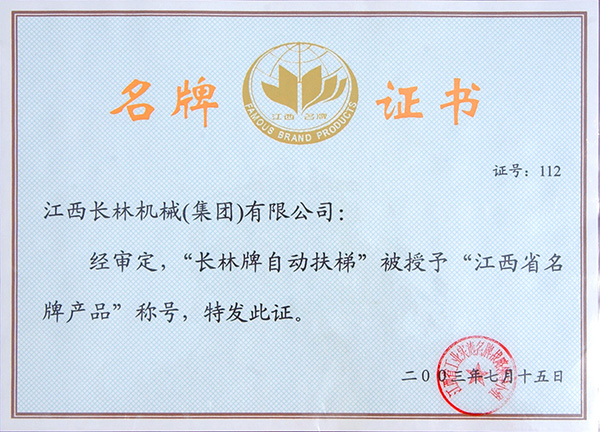 名牌 证书
江西 名牌
FAMOUS BRAND PRODUCTS
证号：112
江西长林机械(集团)有限公司：
经审定，“长林牌自动扶梯”被授予“江西省名
牌产品”称号，特发此证。
二00三年七月十五日